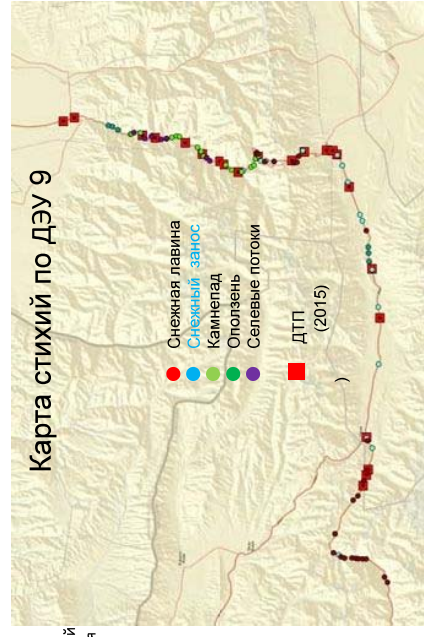 Карта стихий по ДЭУ 9
Снежная лавина
Снежный занос
Камнепад
Оползень
Селевые потоки
ДТП
(2015)
)
й
я